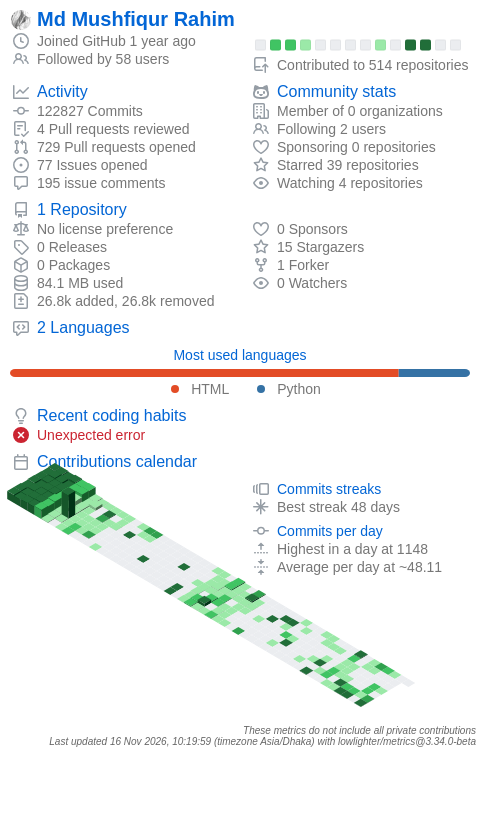 Md Mushfiqur Rahim
Joined GitHub 1 year ago
Followed by 58 users
Contributed to 514 repositories
Activity
122827 Commits
4 Pull requests reviewed
729 Pull requests opened
77 Issues opened
195 issue comments
Community stats
Member of 0 organizations
Following 2 users
Sponsoring 0 repositories
Starred 39 repositories
Watching 4 repositories
1 Repository
No license preference
0 Releases
0 Packages
84.1 MB used
26.8k added, 26.8k removed
0 Sponsors
15 Stargazers
1 Forker
0 Watchers
2 Languages
Most used languages
HTML
Python
Recent coding habits
Unexpected error
Contributions calendar
Commits streaks
Best streak 48 days
Commits per day
Highest in a day at 1148
Average per day at ~48.11
These metrics do not include all private contributions
Last updated 16 Nov 2026, 10:19:59 (timezone Asia/Dhaka) with lowlighter/metrics@3.34.0-beta